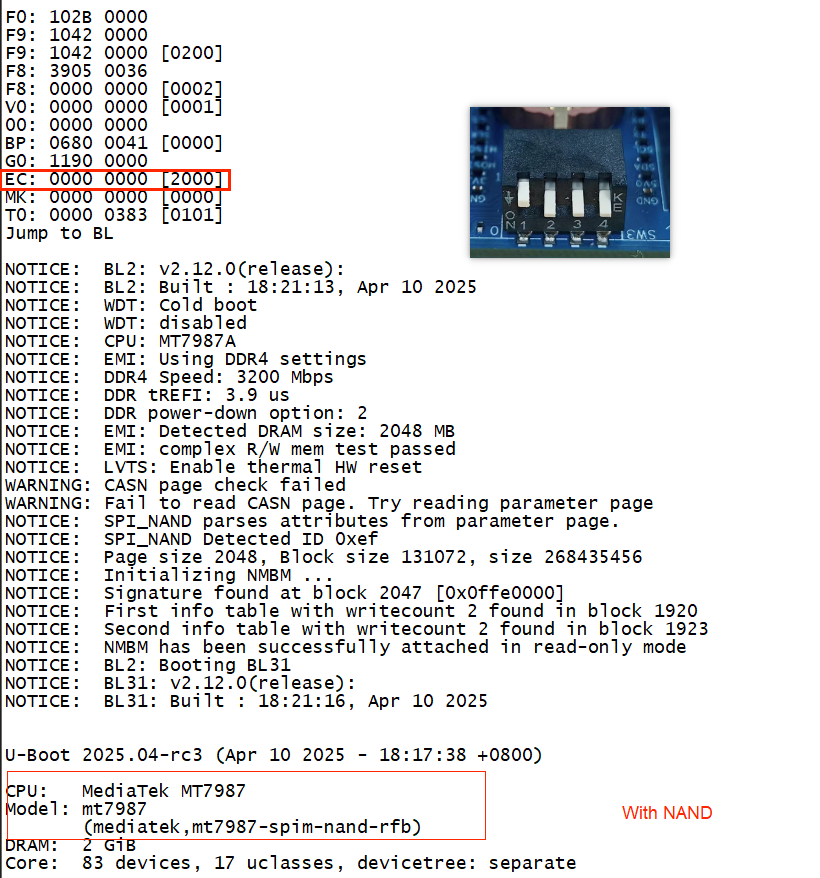 F0: 102B 0000
F9: 1042 0000
F9: 1042 0000 [0200]
F8: 3905 0036
F8: 0000 0000 [0002]
V0: 0000 0000 [0001]
00: 0000 0000
BP: 0680 0041 [0000]
G0: 1190 0000
EC: 0000 0000 [2000]
MK: 0000 0000 [0000]
T0: 0000 0383 [0101]
Jump to BL
ON
1 2 3 4
KE
SW3
GND
NOTICE: BL2: v2.12.0(release):
NOTICE: BL2: Built : 18:21:13, Apr 10 2025
NOTICE: WDT: Cold boot
NOTICE: WDT: disabled
NOTICE: CPU: MT7987A
NOTICE: EMI: Using DDR4 settings
NOTICE: DDR4 Speed: 3200 Mbps
NOTICE: DDR tREFI: 3.9 us
NOTICE: DDR power-down option: 2
NOTICE: EMI: Detected DRAM size: 2048 MB
NOTICE: EMI: complex R/W mem test passed
NOTICE: LVTS: Enable thermal HW reset
WARNING: CASN page check failed
WARNING: Fail to read CASN page. Try reading parameter page
NOTICE: SPI_NAND parses attributes from parameter page.
NOTICE: SPI_NAND Detected ID 0xef
NOTICE: Page size 2048, Block size 131072, size 268435456
NOTICE: Initializing NMBM ...
NOTICE: Signature found at block 2047 [0x0ffe0000]
NOTICE: First info table with writecount 2 found in block 1920
NOTICE: Second info table with writecount 2 found in block 1923
NOTICE: NMBM has been successfully attached in read-only mode
NOTICE: BL2: Booting BL31
NOTICE: BL31: v2.12.0(release):
NOTICE: BL31: Built : 18:21:16, Apr 10 2025
U-Boot 2025.04-rc3 (Apr 10 2025 - 18:17:38 +0800)
CPU: MediaTek MT7987
Model: mt7987
(mediatek,mt7987-spim-nand-rfb)
With NAND
DRAM: 2 GiB
Core: 83 devices, 17 uclasses, devicetree: separate